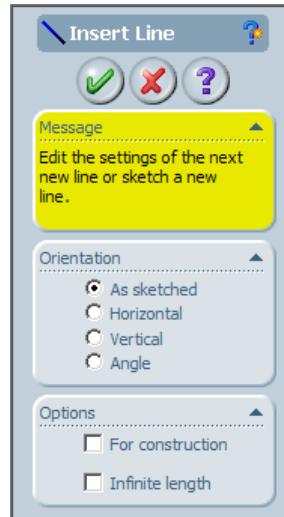 Insert Line
?
?
Message
Edit the settings of the next
new line or sketch a new
line.
Orientation
As sketched
Horizontal
Vertical
Angle
Options
For construction
Infinite length